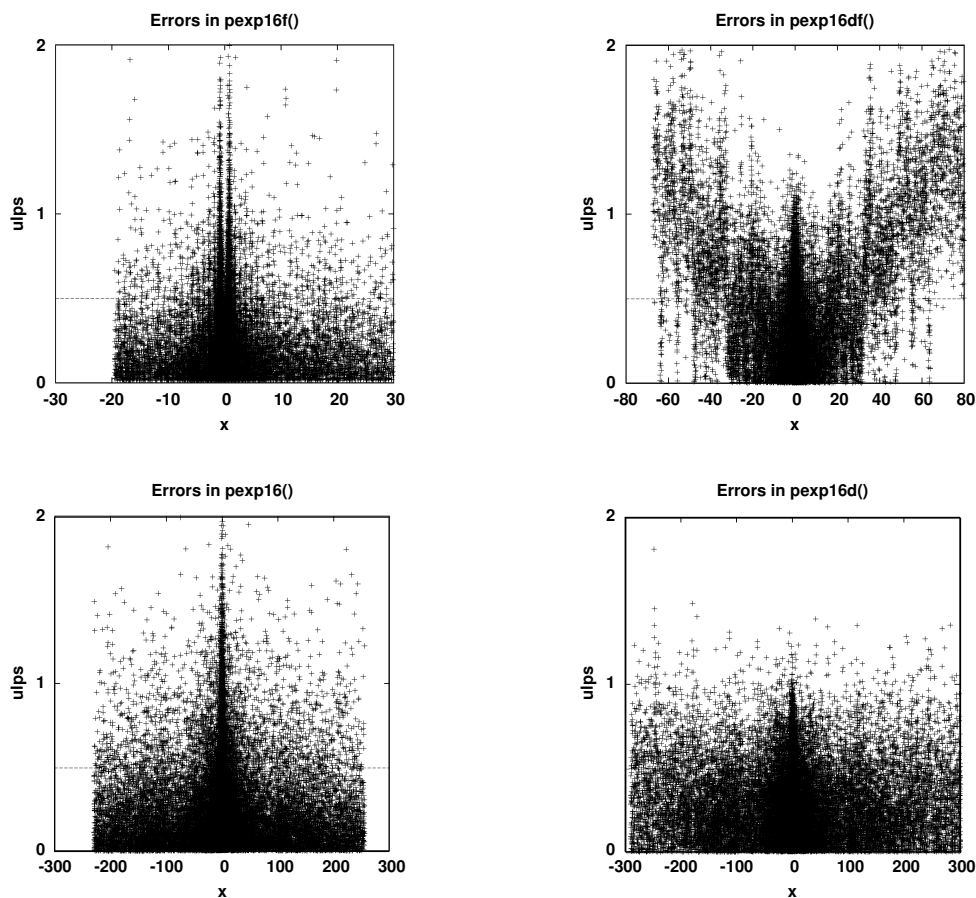 Errors in pexp16f()
2
1
0
ulps
-30 -20 -10 0 10 20 30
x
Errors in pexp16df()
2
1
0
ulps
-80 -60 -40 -20 0 20 40 60 80
x
Errors in pexp16()
2
1
0
ulps
-300 -200 -100 0 100 200 300
x
Errors in pexp16d()
2
1
0
ulps
-300 -200 -100 0 100 200 300
x